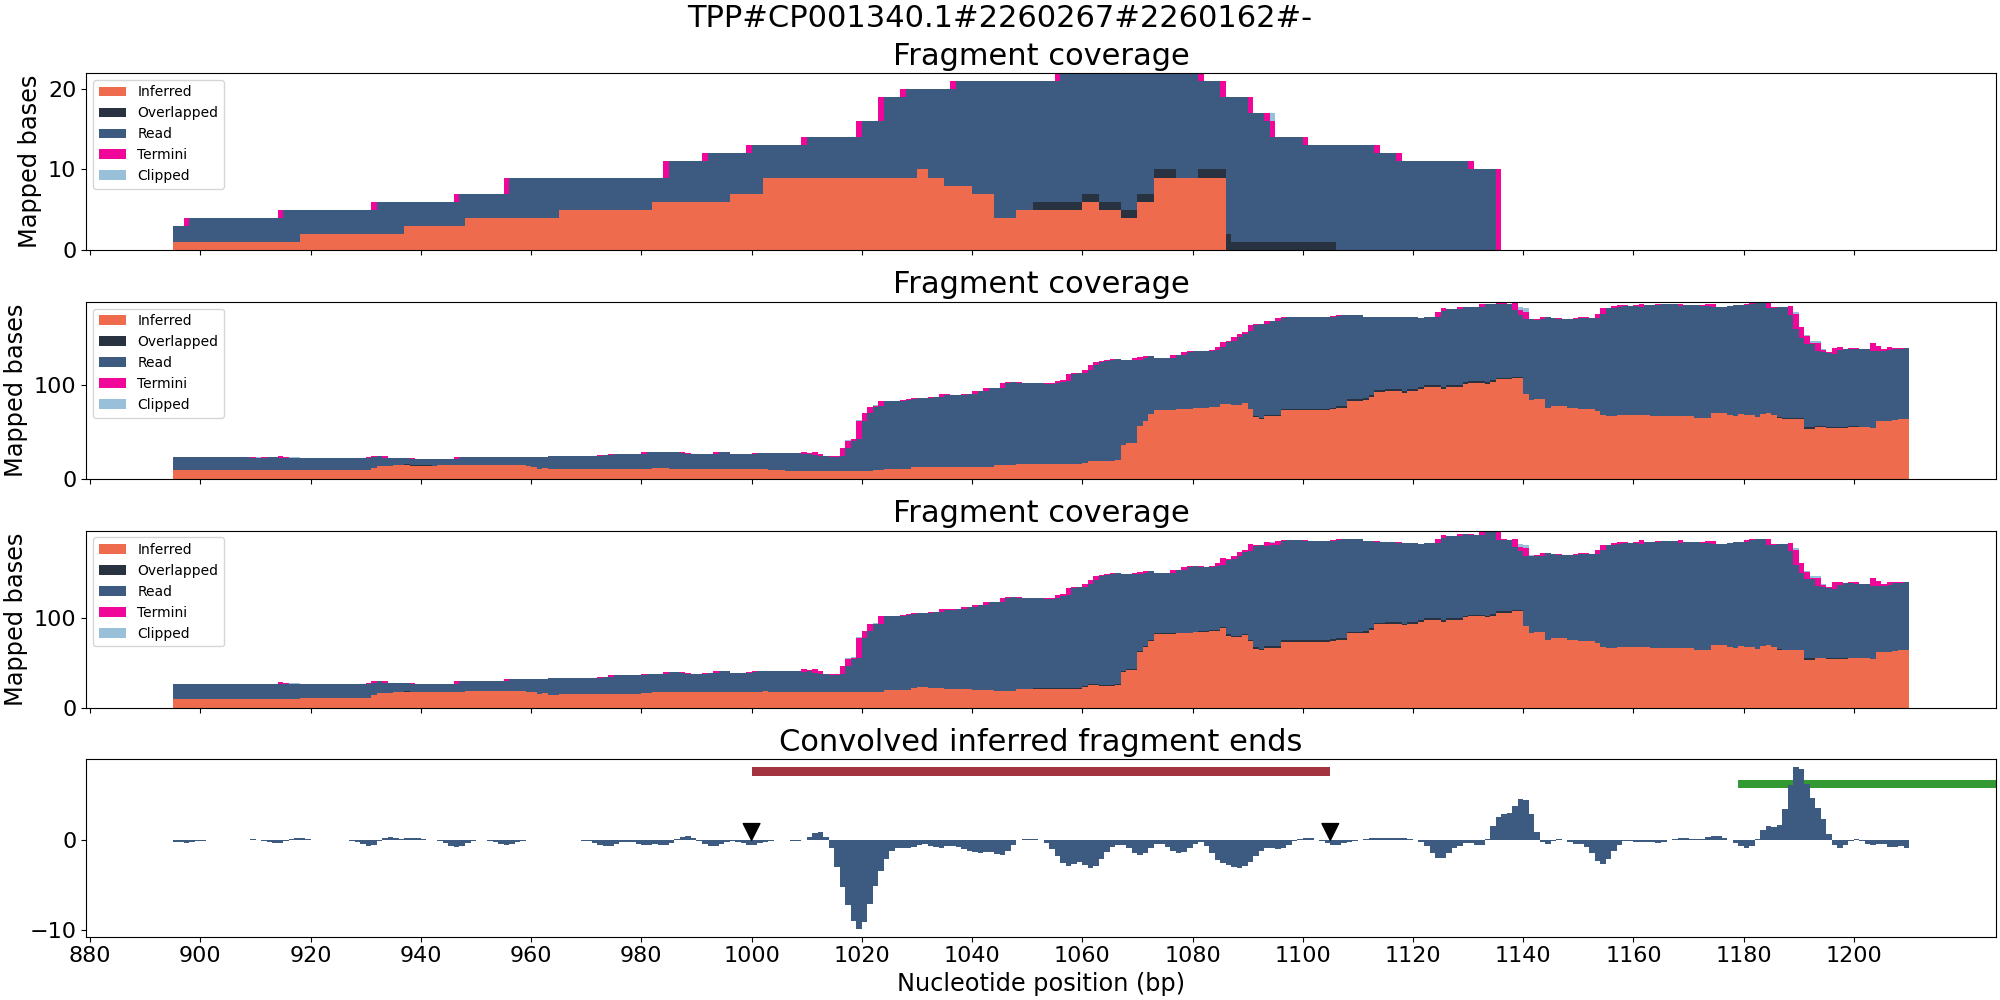 TPP#CP001340.1#2260267#2260162#-
Fragment coverage
Mapped bases
20
10
0
Inferred
Overlapped
Read
Termini
Clipped
Fragment coverage
Mapped bases
100
0
Inferred
Overlapped
Read
Termini
Clipped
Fragment coverage
Mapped bases
100
0
Inferred
Overlapped
Read
Termini
Clipped
Convolved inferred fragment ends
0
−10
880 900 920 940 960 980 1000 1020 1040 1060 1080 1100 1120 1140 1160 1180 1200
Nucleotide position (bp)